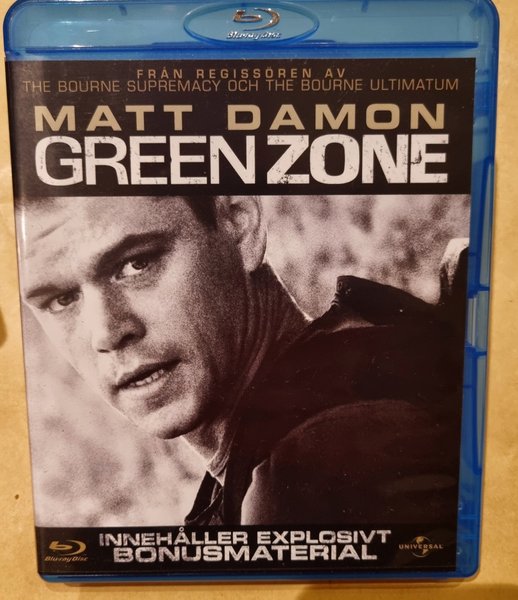 Blu-ray Disc
FRÅN REGISSÖREN AV
THE BOURNE SUPREMACY OCH THE BOURNE ULTIMATUM
MATT DAMON
GREEN ZONE
INNEHÅLLER EXPLOSIVT
BONUSMATERIAL
Blu-ray Disc
UNIVERSAL